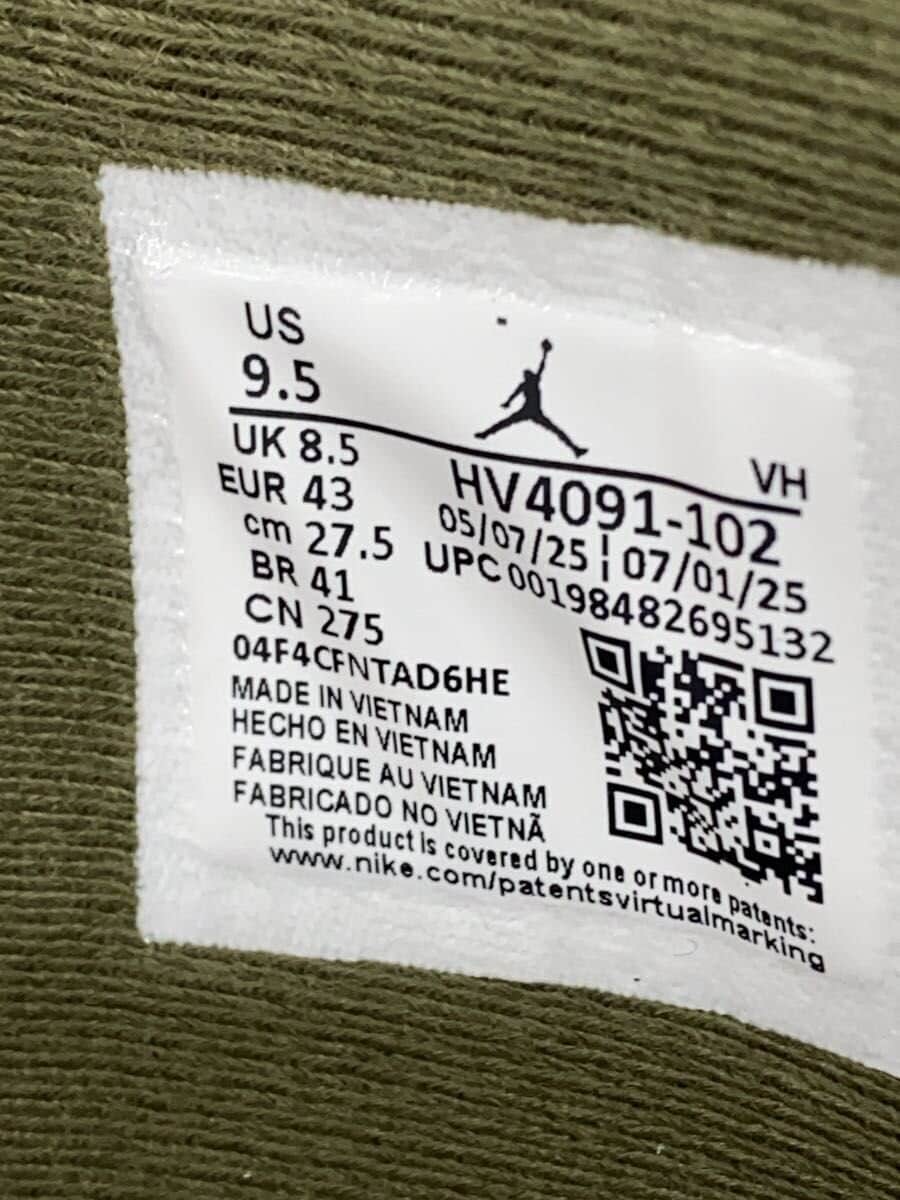 US
9.5
VH
UK 8.5
EUR 43
cm 27.5
BR 41
CN 275
HV4091-102
05/07/25 | 07/01/25
UPC 00198482695132
04F4CFNTAD6HE
MADE IN VIETNAM
HECHO EN VIETNAM
FABRIQUE AU VIETNAM
FABRICADO NO VIETNÃ
This product is covered by one or more patents:
www.nike.com/patentsvirtualmarking